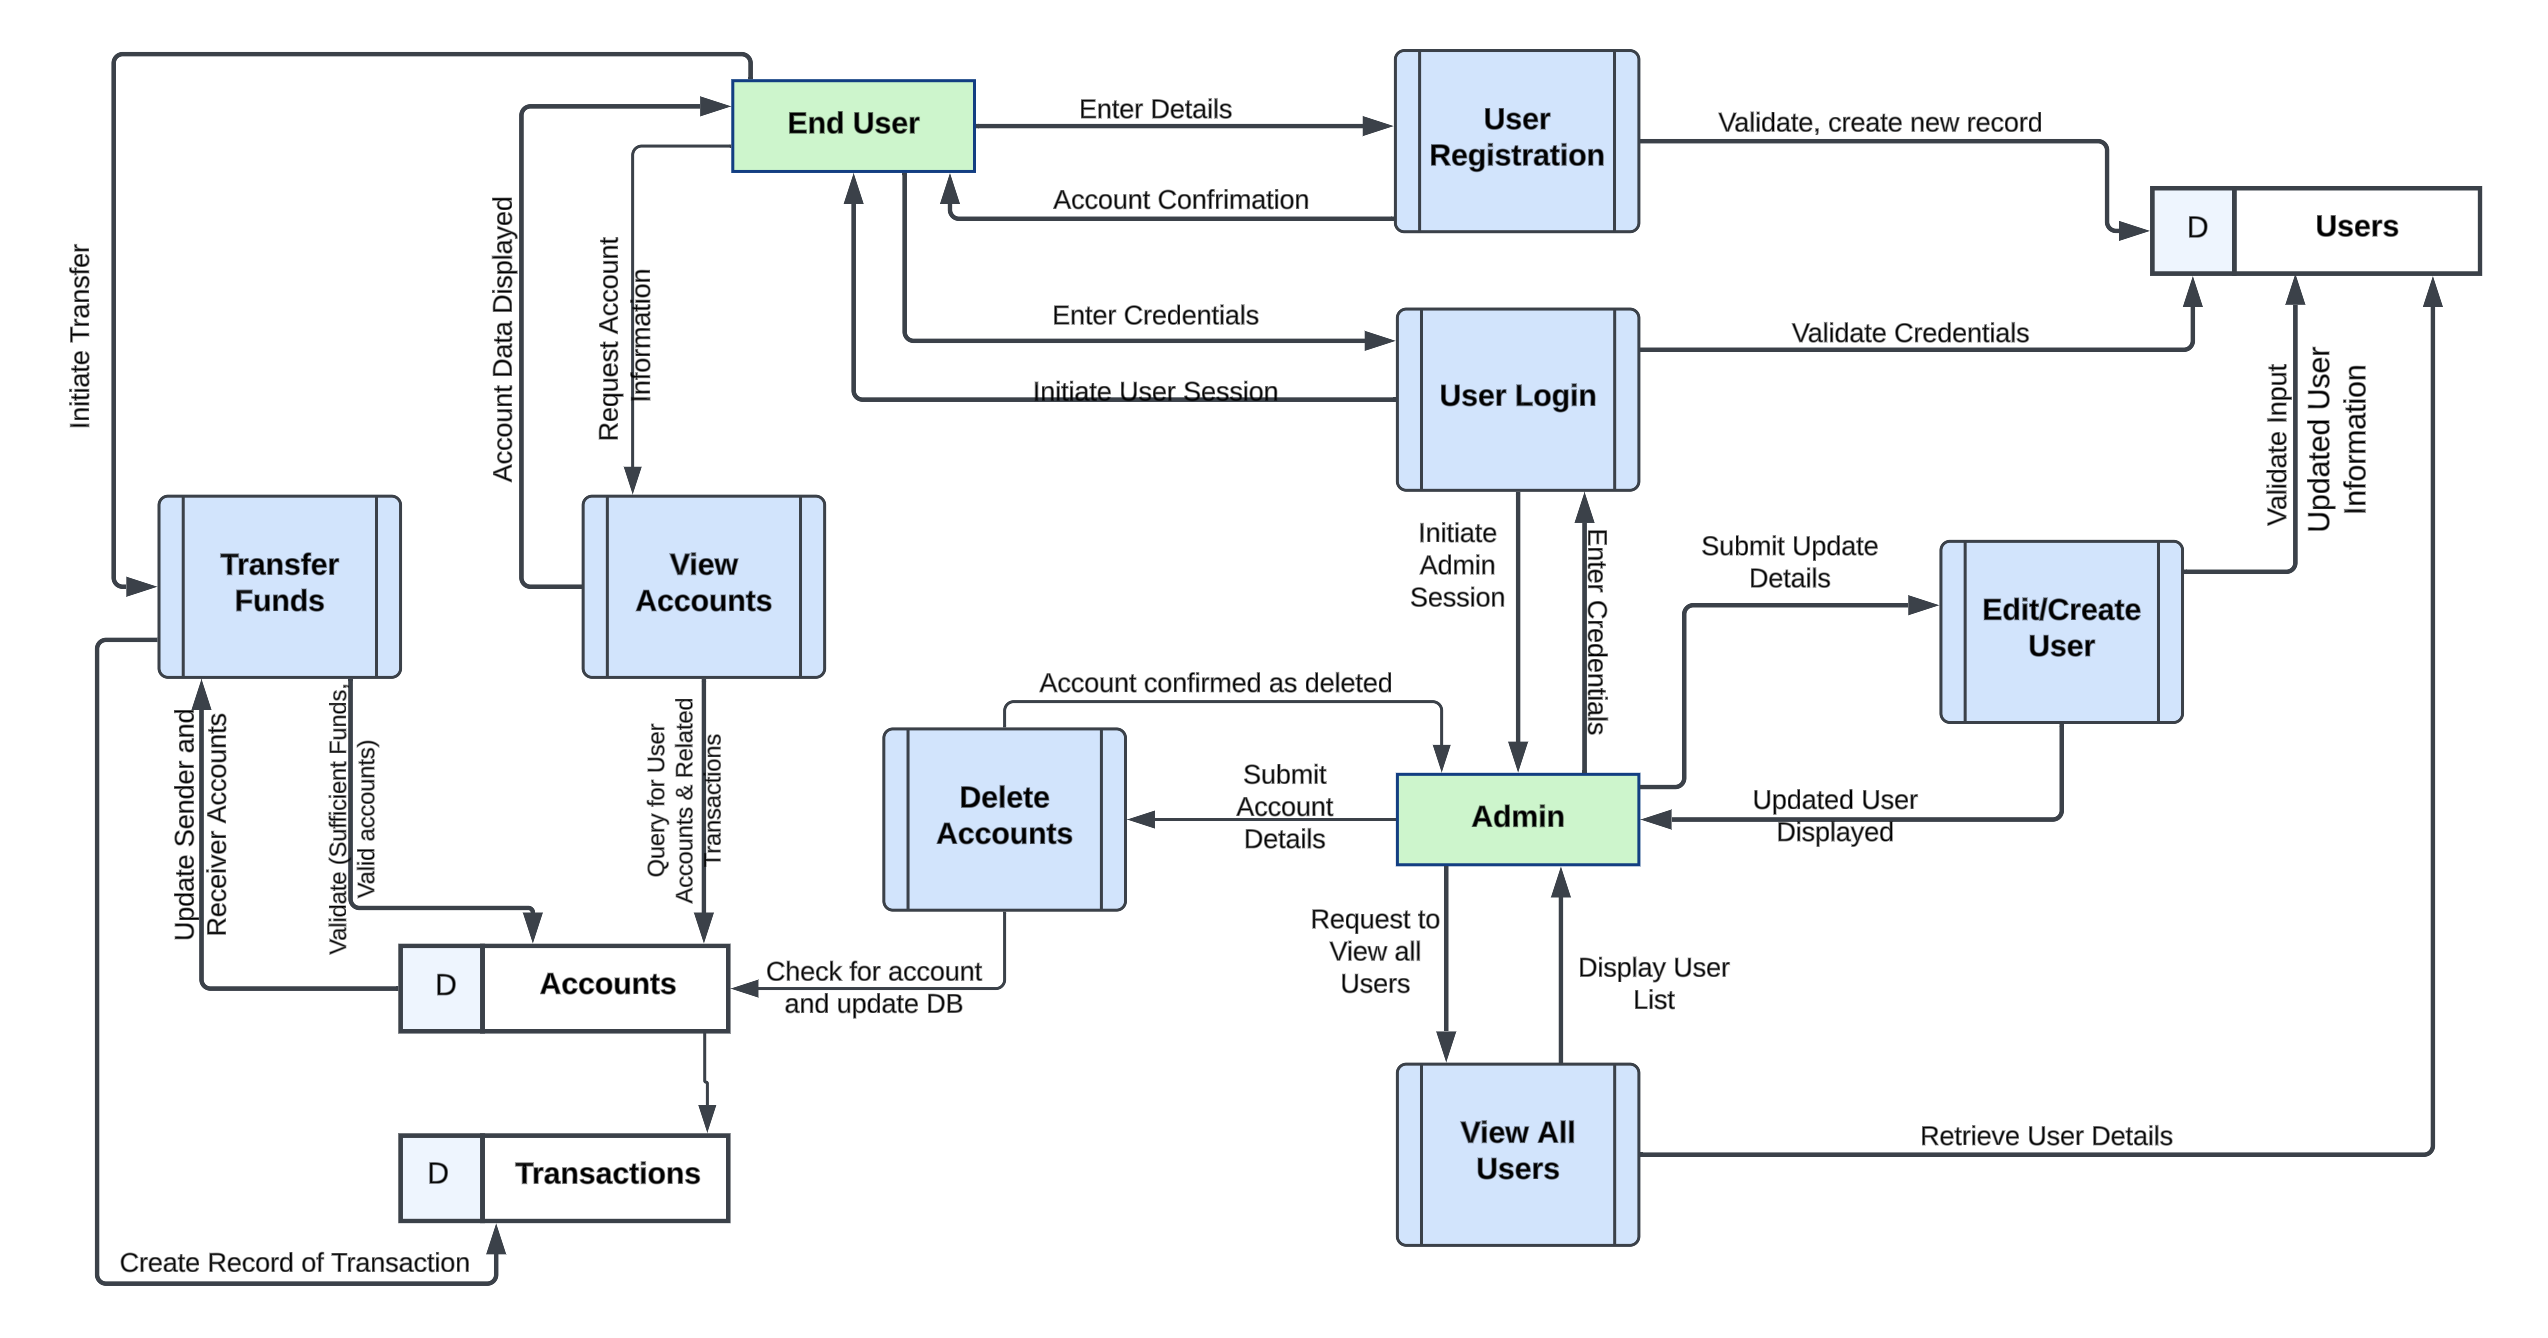 End User
Enter Details
User
Registration
Validate, create new record
Account Confrimation
D
Users
Initiate Transfer
Account Data Displayed
Request Account
Information
Enter Credentials
Initiate User Session
User Login
Validate Credentials
Validate Input
Updated User
Information
Transfer
Funds
View
Accounts
Initiate
Admin
Session
Enter Credentials
Submit Update
Details
Edit/Create
User
Update Sender and
Receiver Accounts
Validate (Sufficient Funds,
Valid accounts)
Query for User
Accounts & Related
Transactions
Account confirmed as deleted
Delete
Accounts
Submit
Account
Details
Admin
Updated User
Displayed
D
Accounts
Check for account
and update DB
Request to
View all
Users
Display User
List
D
Transactions
View All
Users
Retrieve User Details
Create Record of Transaction